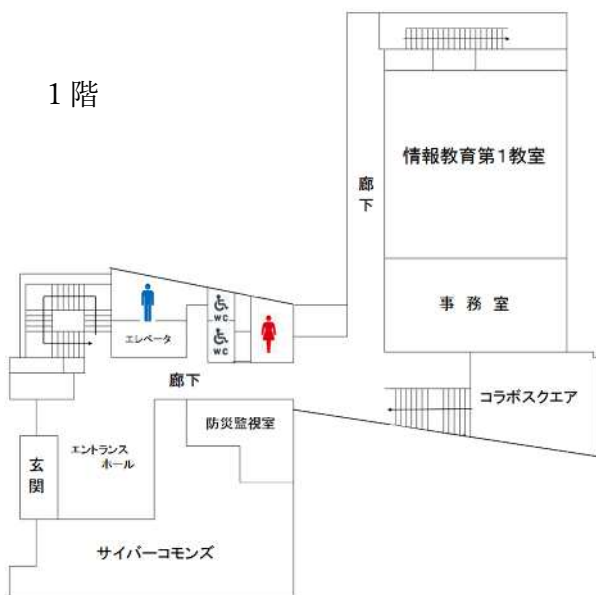 1階
情報教育第1教室
廊下
事務室
WC
エレベータ
WC
廊下
コラボスクエア
防災監視室
エントランス
ホール
玄関
サイバーコモンズ